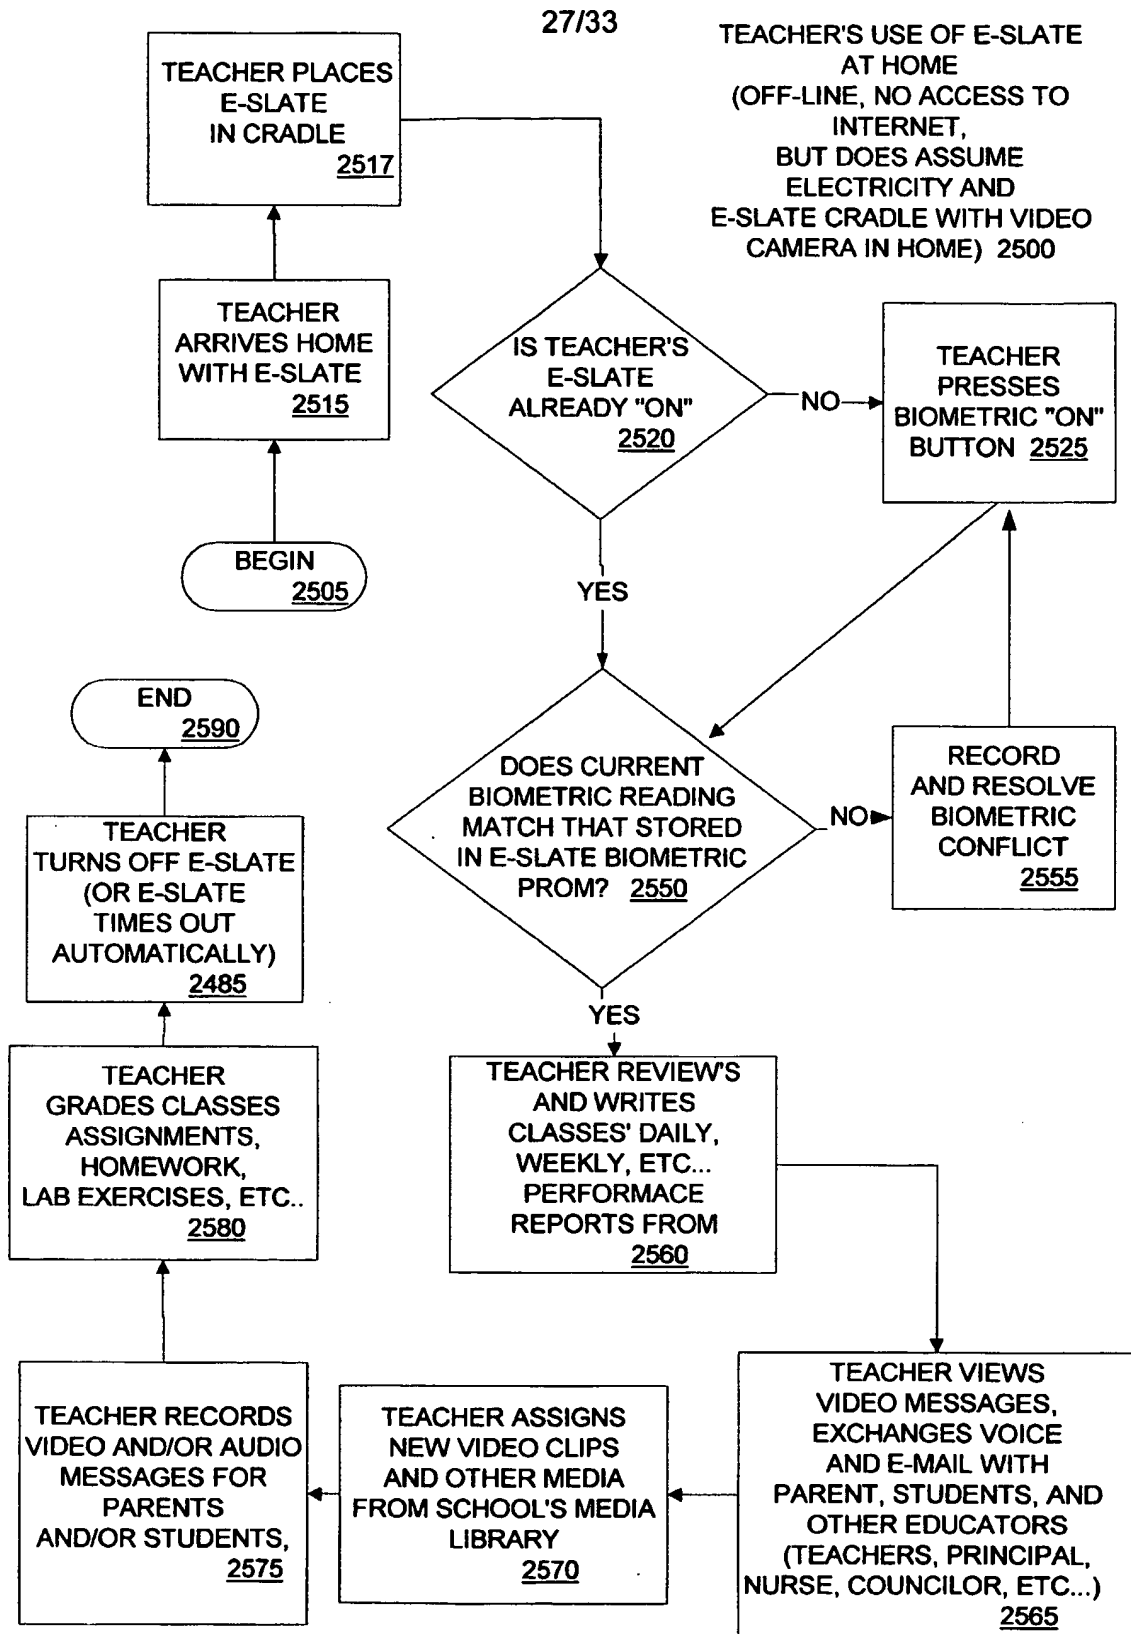 27/33
TEACHER'S USE OF E-SLATE
AT HOME
(OFF-LINE, NO ACCESS TO
INTERNET,
BUT DOES ASSUME
ELECTRICITY AND
E-SLATE CRADLE WITH VIDEO
CAMERA IN HOME) 2500
TEACHER PLACES
E-SLATE
IN CRADLE
2517
TEACHER
ARRIVES HOME
WITH E-SLATE
2515
BEGIN
2505
IS TEACHER'S
E-SLATE
ALREADY "ON"
2520
NO
TEACHER
PRESSES
BIOMETRIC "ON"
BUTTON 2525
YES
DOES CURRENT
BIOMETRIC READING
MATCH THAT STORED
IN E-SLATE BIOMETRIC
PROM? 2550
NO
RECORD
AND RESOLVE
BIOMETRIC
CONFLICT
2555
YES
TEACHER REVIEW'S
AND WRITES
CLASSES' DAILY,
WEEKLY, ETC...
PERFORMACE
REPORTS FROM
2560
TEACHER VIEWS
VIDEO MESSAGES,
EXCHANGES VOICE
AND E-MAIL WITH
PARENT, STUDENTS, AND
OTHER EDUCATORS
(TEACHERS, PRINCIPAL,
NURSE, COUNCILOR, ETC...)
2565
TEACHER ASSIGNS
NEW VIDEO CLIPS
AND OTHER MEDIA
FROM SCHOOL'S MEDIA
LIBRARY
2570
TEACHER RECORDS
VIDEO AND/OR AUDIO
MESSAGES FOR
PARENTS
AND/OR STUDENTS,
2575
TEACHER
GRADES CLASSES
ASSIGNMENTS,
HOMEWORK,
LAB EXERCISES, ETC..
2580
TEACHER
TURNS OFF E-SLATE
(OR E-SLATE
TIMES OUT
AUTOMATICALLY)
2485
END
2590